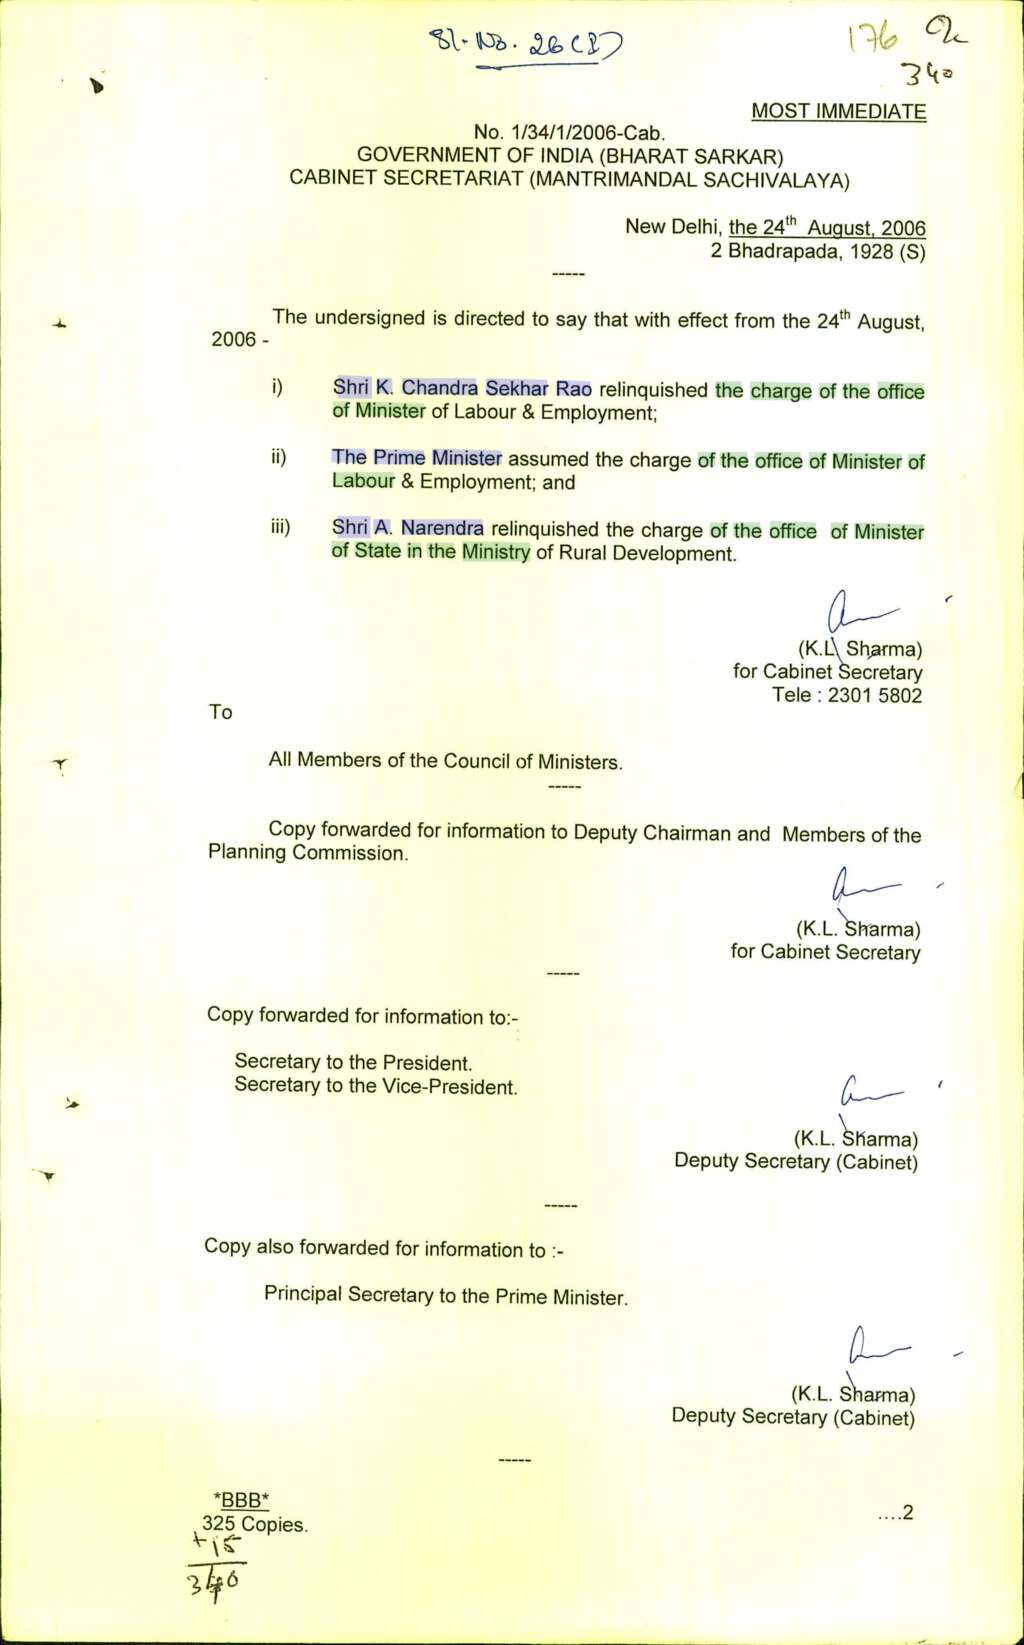 Sl. No. 26(I)
176
340
MOST IMMEDIATE
No. 1/34/1/2006-Cab.
GOVERNMENT OF INDIA (BHARAT SARKAR)
CABINET SECRETARIAT (MANTRIMANDAL SACHIVALAYA)
New Delhi, the 24th August, 2006
2 Bhadrapada, 1928 (S)
-----
The undersigned is directed to say that with effect from the 24th August,
2006 -
i) Shri K. Chandra Sekhar Rao relinquished the charge of the office
of Minister of Labour & Employment;
ii) The Prime Minister assumed the charge of the office of Minister of
Labour & Employment; and
iii) Shri A. Narendra relinquished the charge of the office of Minister
of State in the Ministry of Rural Development.
(K.L. Sharma)
for Cabinet Secretary
Tele : 2301 5802
To
All Members of the Council of Ministers.
-----
Copy forwarded for information to Deputy Chairman and Members of the
Planning Commission.
(K.L. Sharma)
for Cabinet Secretary
-----
Copy forwarded for information to:-
Secretary to the President.
Secretary to the Vice-President.
(K.L. Sharma)
Deputy Secretary (Cabinet)
-----
Copy also forwarded for information to :-
Principal Secretary to the Prime Minister.
(K.L. Sharma)
Deputy Secretary (Cabinet)
-----
*BBB*
....2
325 Copies.
+15
340